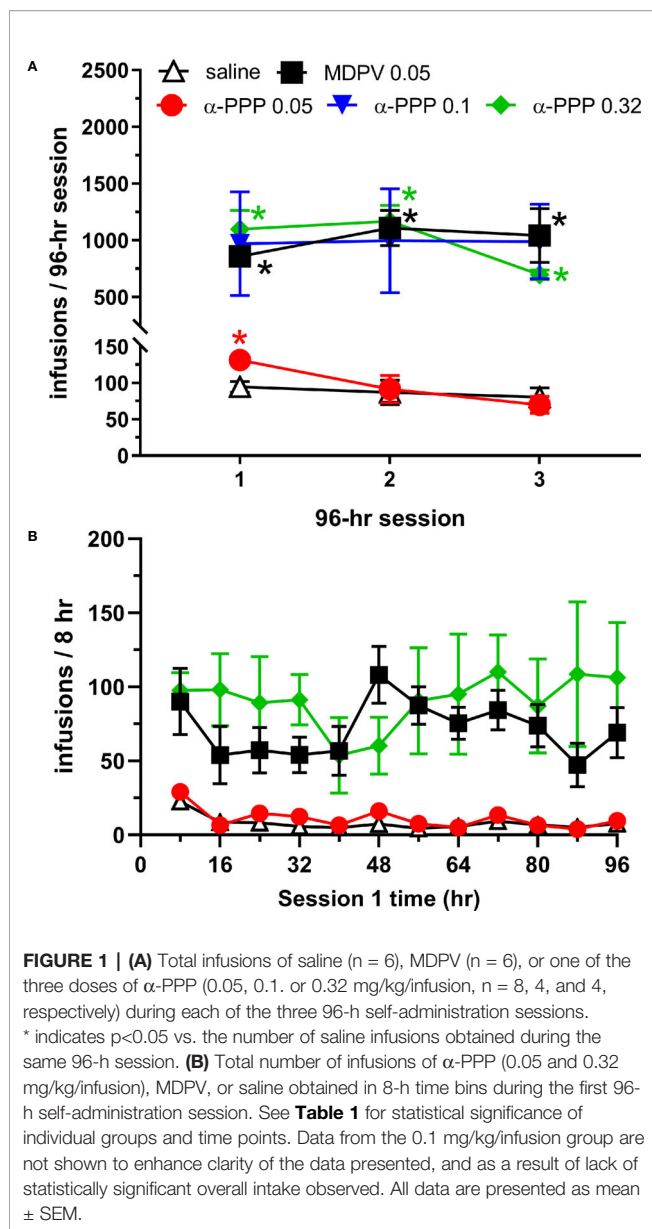 A
saline MDPV 0.05
α-PPP 0.05 α-PPP 0.1 α-PPP 0.32
infusions / 96-hr session
2500
2000
1500
1000
500
150
100
50
0
* * * * * * 
1 2 3
96-hr session
B
infusions / 8 hr
200
150
100
50
0
0 16 32 48 64 80 96
Session 1 time (hr)
FIGURE 1 | (A) Total infusions of saline (n = 6), MDPV (n = 6), or one of the
three doses of α-PPP (0.05, 0.1. or 0.32 mg/kg/infusion, n = 8, 4, and 4,
respectively) during each of the three 96-h self-administration sessions.
* indicates p<0.05 vs. the number of saline infusions obtained during the
same 96-h session. (B) Total number of infusions of α-PPP (0.05 and 0.32
mg/kg/infusion), MDPV, or saline obtained in 8-h time bins during the first 96-
h self-administration session. See Table 1 for statistical significance of
individual groups and time points. Data from the 0.1 mg/kg/infusion group are
not shown to enhance clarity of the data presented, and as a result of lack of
statistically significant overall intake observed. All data are presented as mean
± SEM.